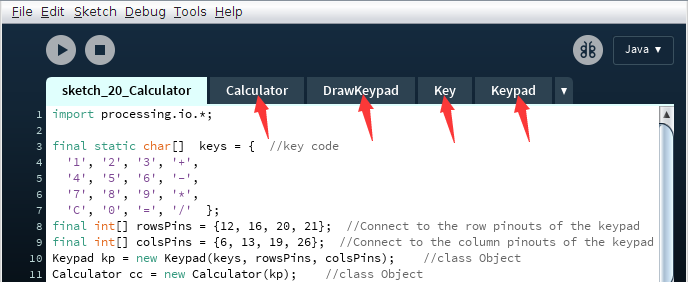 File Edit Sketch Debug Tools Help
Java ▾
sketch_20_Calculator Calculator DrawKeypad Key Keypad ▾
1 import processing.io.*;
2
3 final static char[]  keys = {  //key code
4   '1', '2', '3', '+',
5   '4', '5', '6', '-',
6   '7', '8', '9', '*',
7   'C', '0', '=', '/'  };
8 final int[] rowsPins = {12, 16, 20, 21};  //Connect to the row pinouts of the keypad
9 final int[] colsPins = {6, 13, 19, 26};  //Connect to the column pinouts of the keypad
10 Keypad kp = new Keypad(keys, rowsPins, colsPins);    //class Object
11 Calculator cc = new Calculator(kp);    //class Object